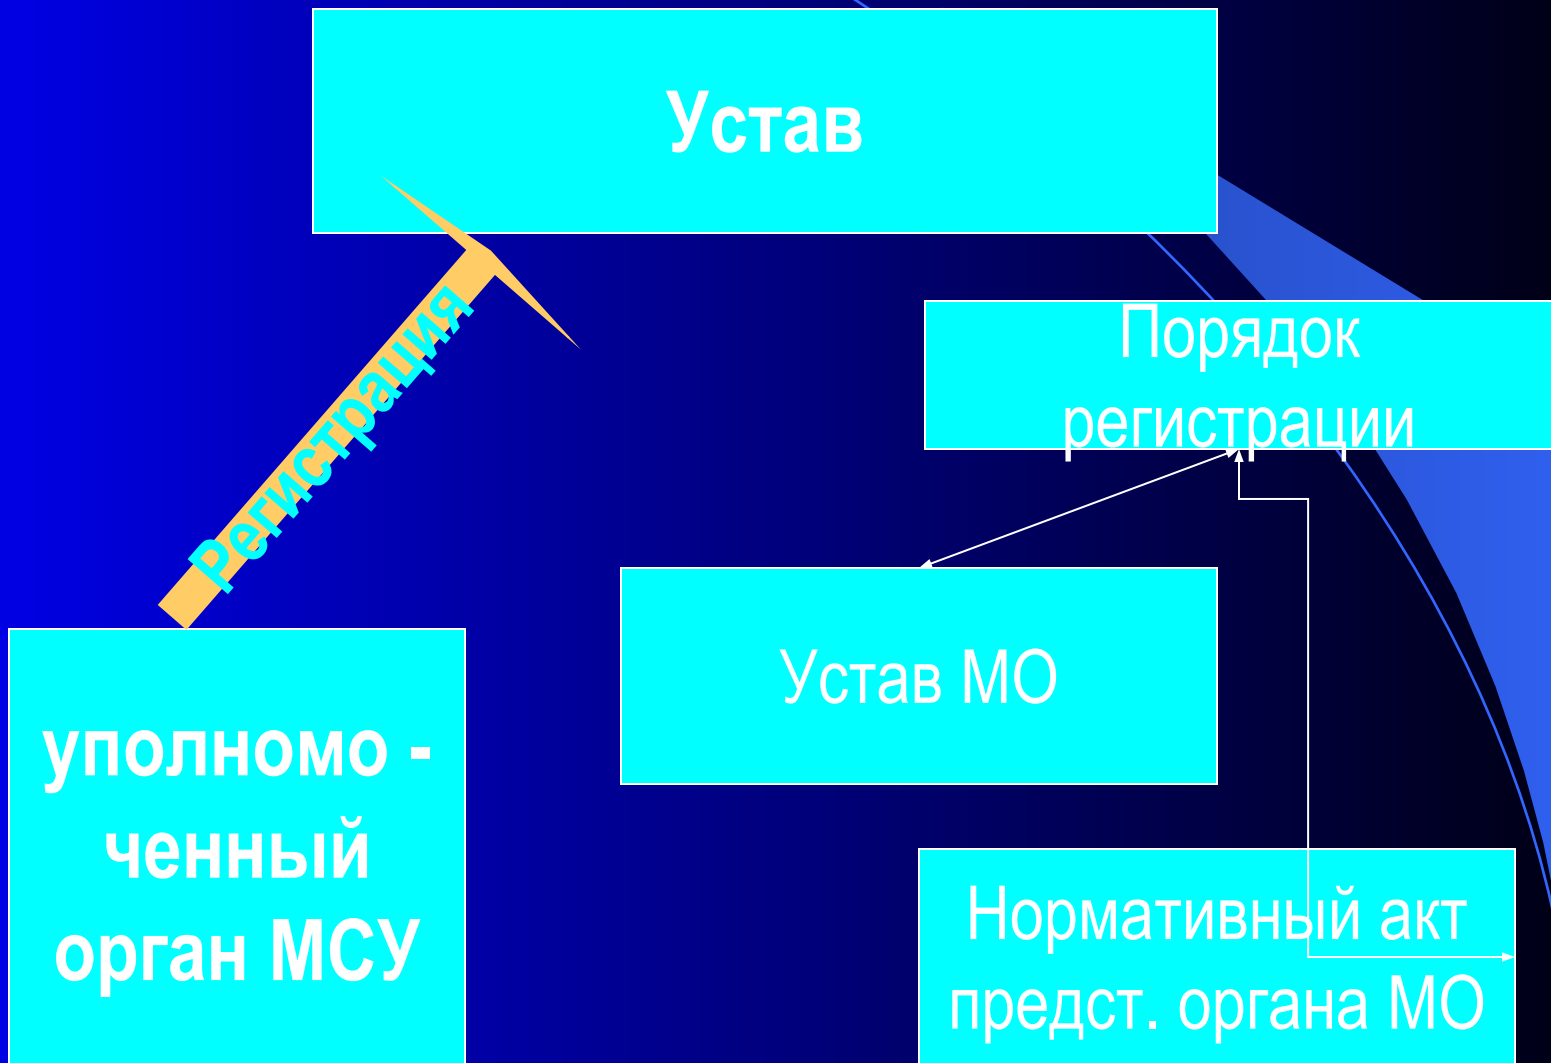 Устав
Регистрация
Порядок
регистрации
Устав МО
уполномо -
ченный
орган МСУ
Нормативный акт
предст. органа МО